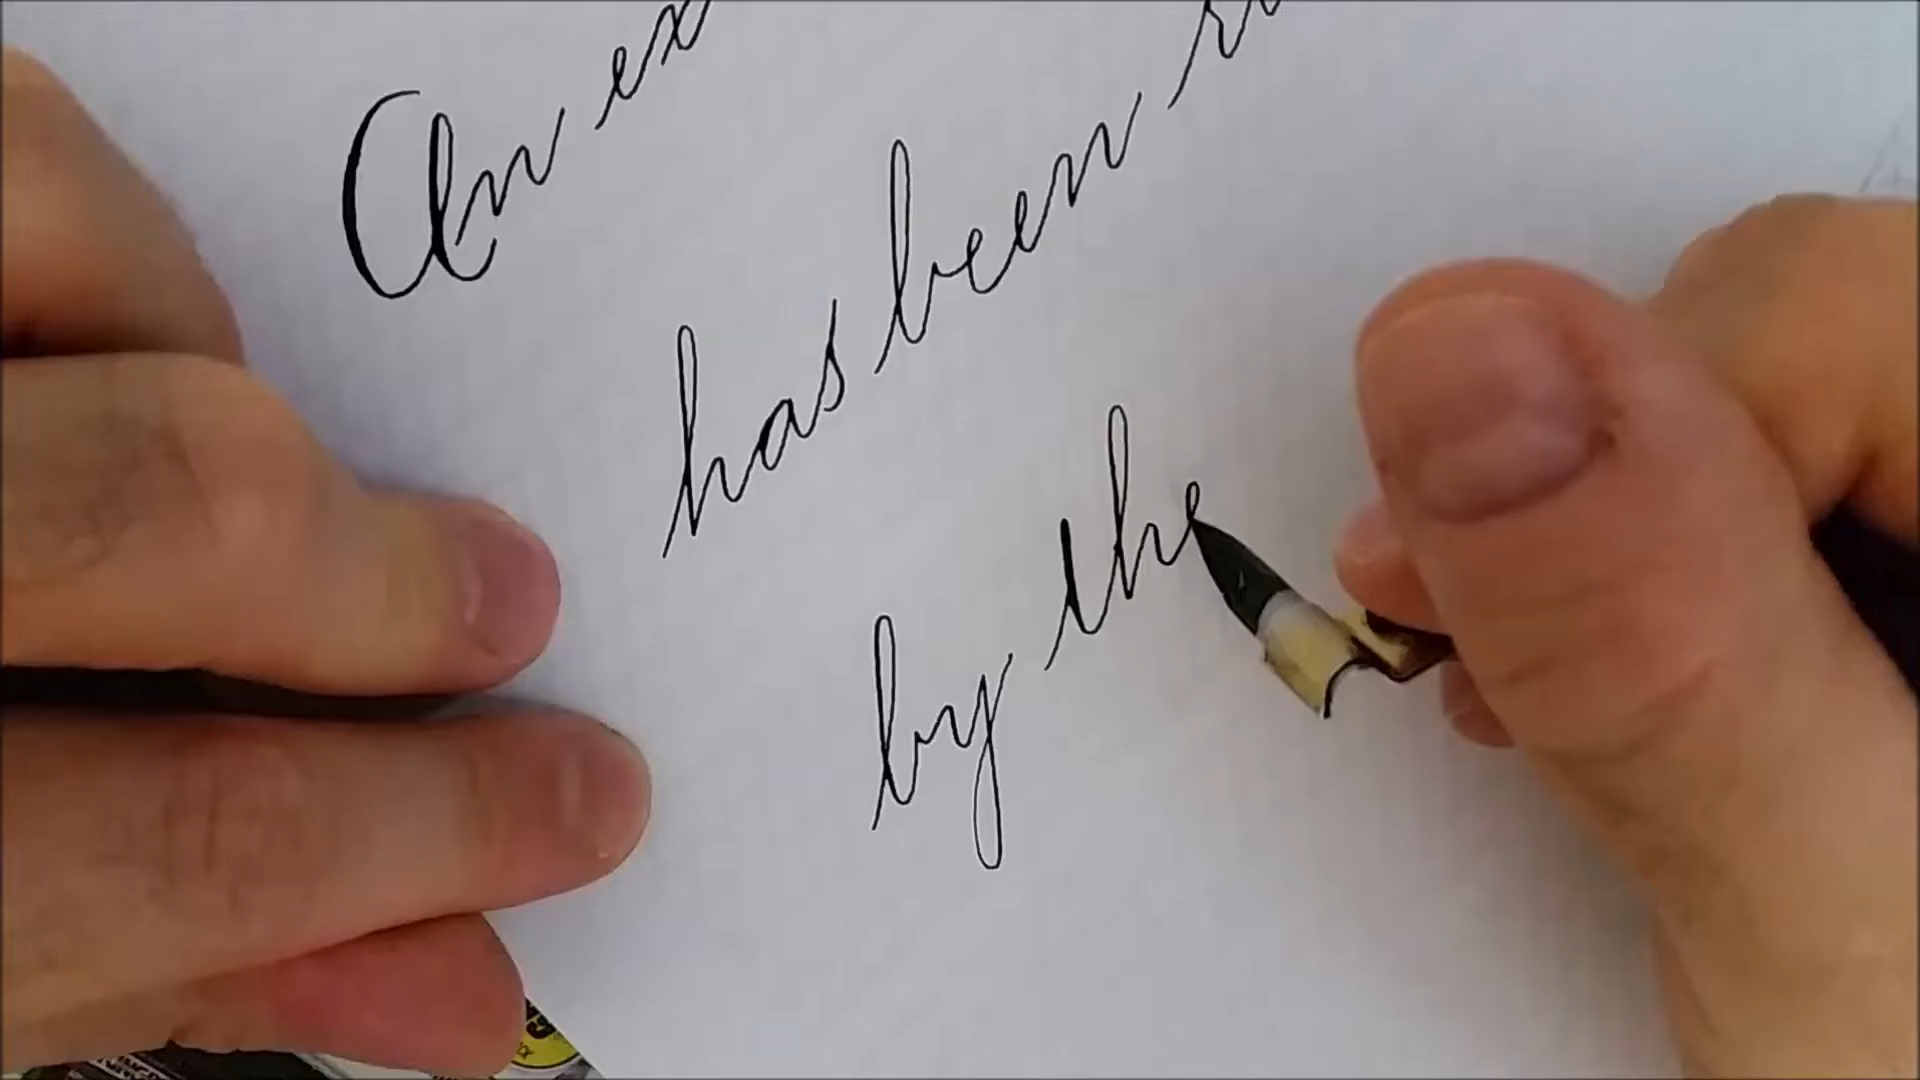 An ex
has been
by the